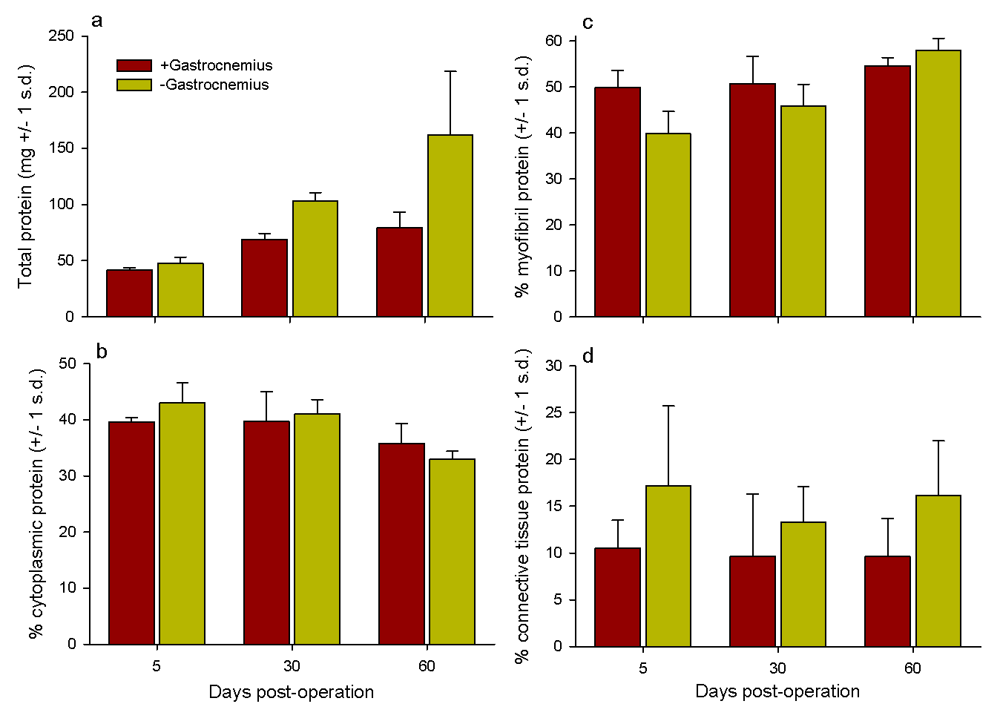 a
250
200
150
100
50
0
Total protein (mg +/- 1 s.d.)
+Gastrocnemius
-Gastrocnemius
c
60
50
40
30
20
10
0
% myofibril protein (+/- 1 s.d.)
b
50
40
30
20
10
0
% cytoplasmic protein (+/- 1 s.d.)
5 30 60
Days post-operation
d
30
25
20
15
10
5
0
% connective tissue protein (+/- 1 s.d.)
5 30 60
Days post-operation